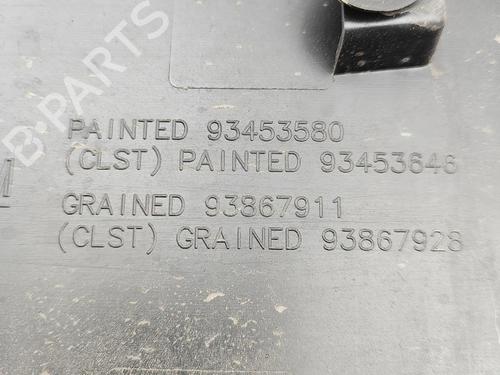 B-PARTS
PAINTED 93453580
(CLST) PAINTED 93453646
GRAINED 93867911
(CLST) GRAINED 93867928